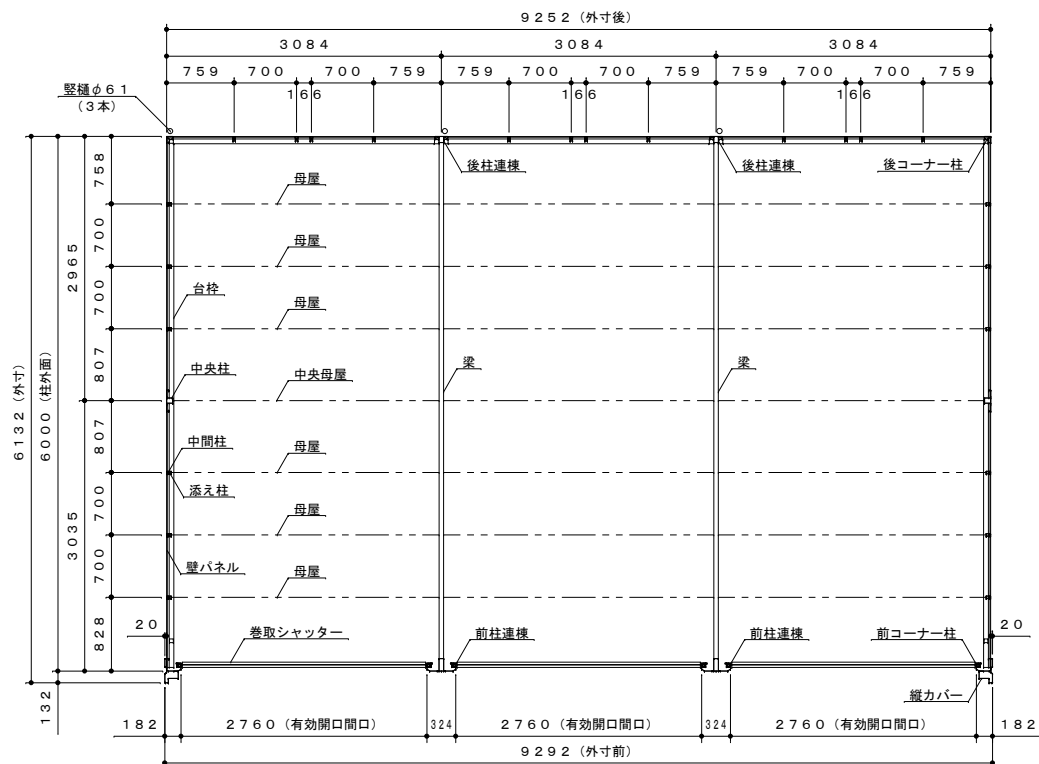 ９２５２（外寸後）
３０８４ ３０８４ ３０８４
７５９ ７００ ７００ ７５９ ７５９ ７００ ７００ ７５９ ７５９ ７００ ７００ ７５９
１６６ １６６ １６６
竪樋φ６１
（３本）
後柱連棟 後柱連棟 後コーナー柱
７５８
母屋
７００
母屋
２９６５
台枠
７００
母屋
６１３２（外寸）
６０００（柱外面）
８０７
中央柱 中央母屋 梁 梁
８０７
中間柱 母屋
添え柱
７００
母屋
３０３５
壁パネル
７００
母屋
８２８
２０ ２０
巻取シャッター 前柱連棟 前柱連棟 前コーナー柱
縦カバー
１３２
１８２ ２７６０（有効開口間口） ３２４ ２７６０（有効開口間口） ３２４ ２７６０（有効開口間口） １８２
９２９２（外寸前）